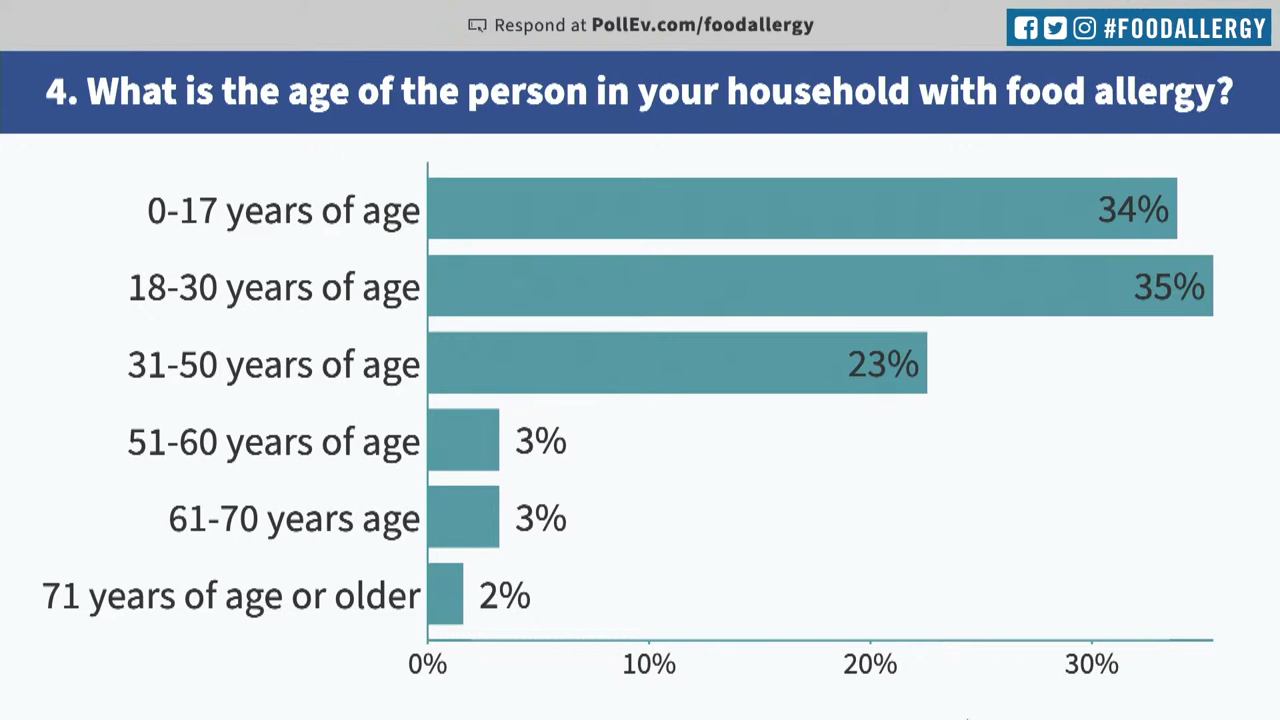 Respond at PollEv.com/foodallergy
#FOODALLERGY
4. What is the age of the person in your household with food allergy?
0-17 years of age 34%
18-30 years of age 35%
31-50 years of age 23%
51-60 years of age 3%
61-70 years age 3%
71 years of age or older 2%
0% 10% 20% 30%